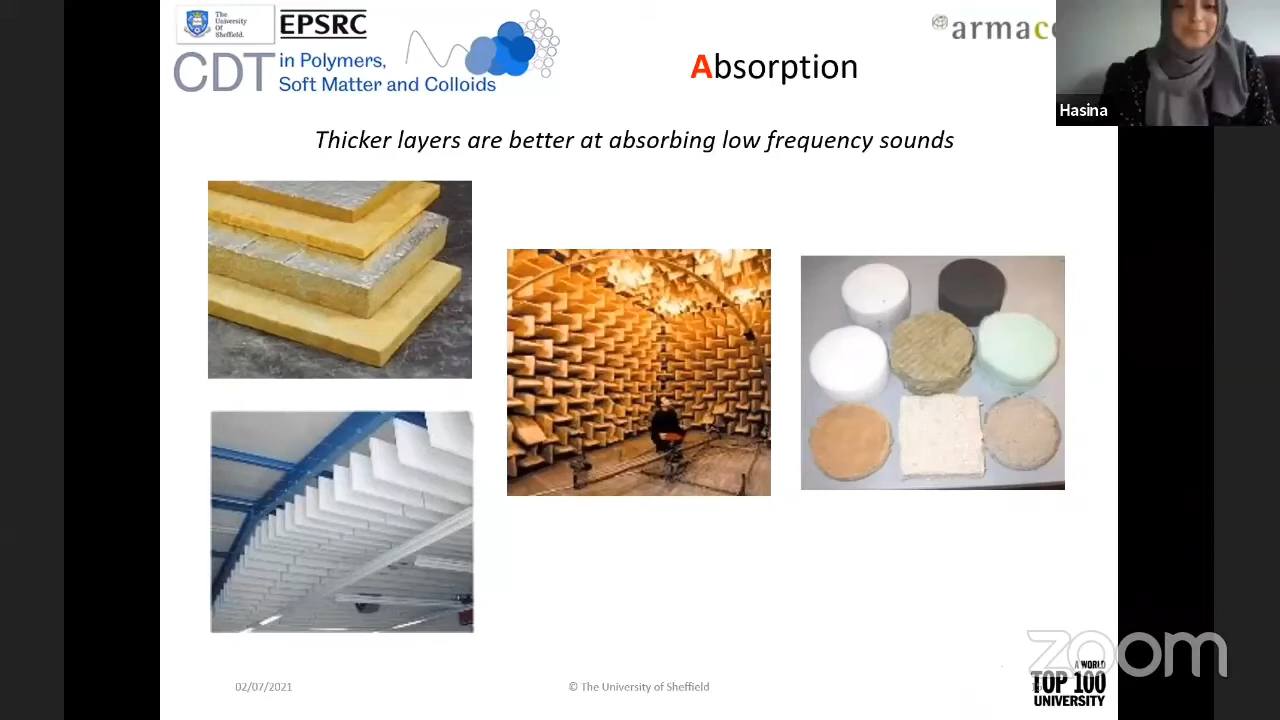 The
University
Of
Sheffield.
EPSRC
CDT
in Polymers,
Soft Matter and Colloids
Absorption
armac
Hasina
Thicker layers are better at absorbing low frequency sounds
02/07/2021
© The University of Sheffield
zoom
A WORLD
TOP 100
UNIVERSITY